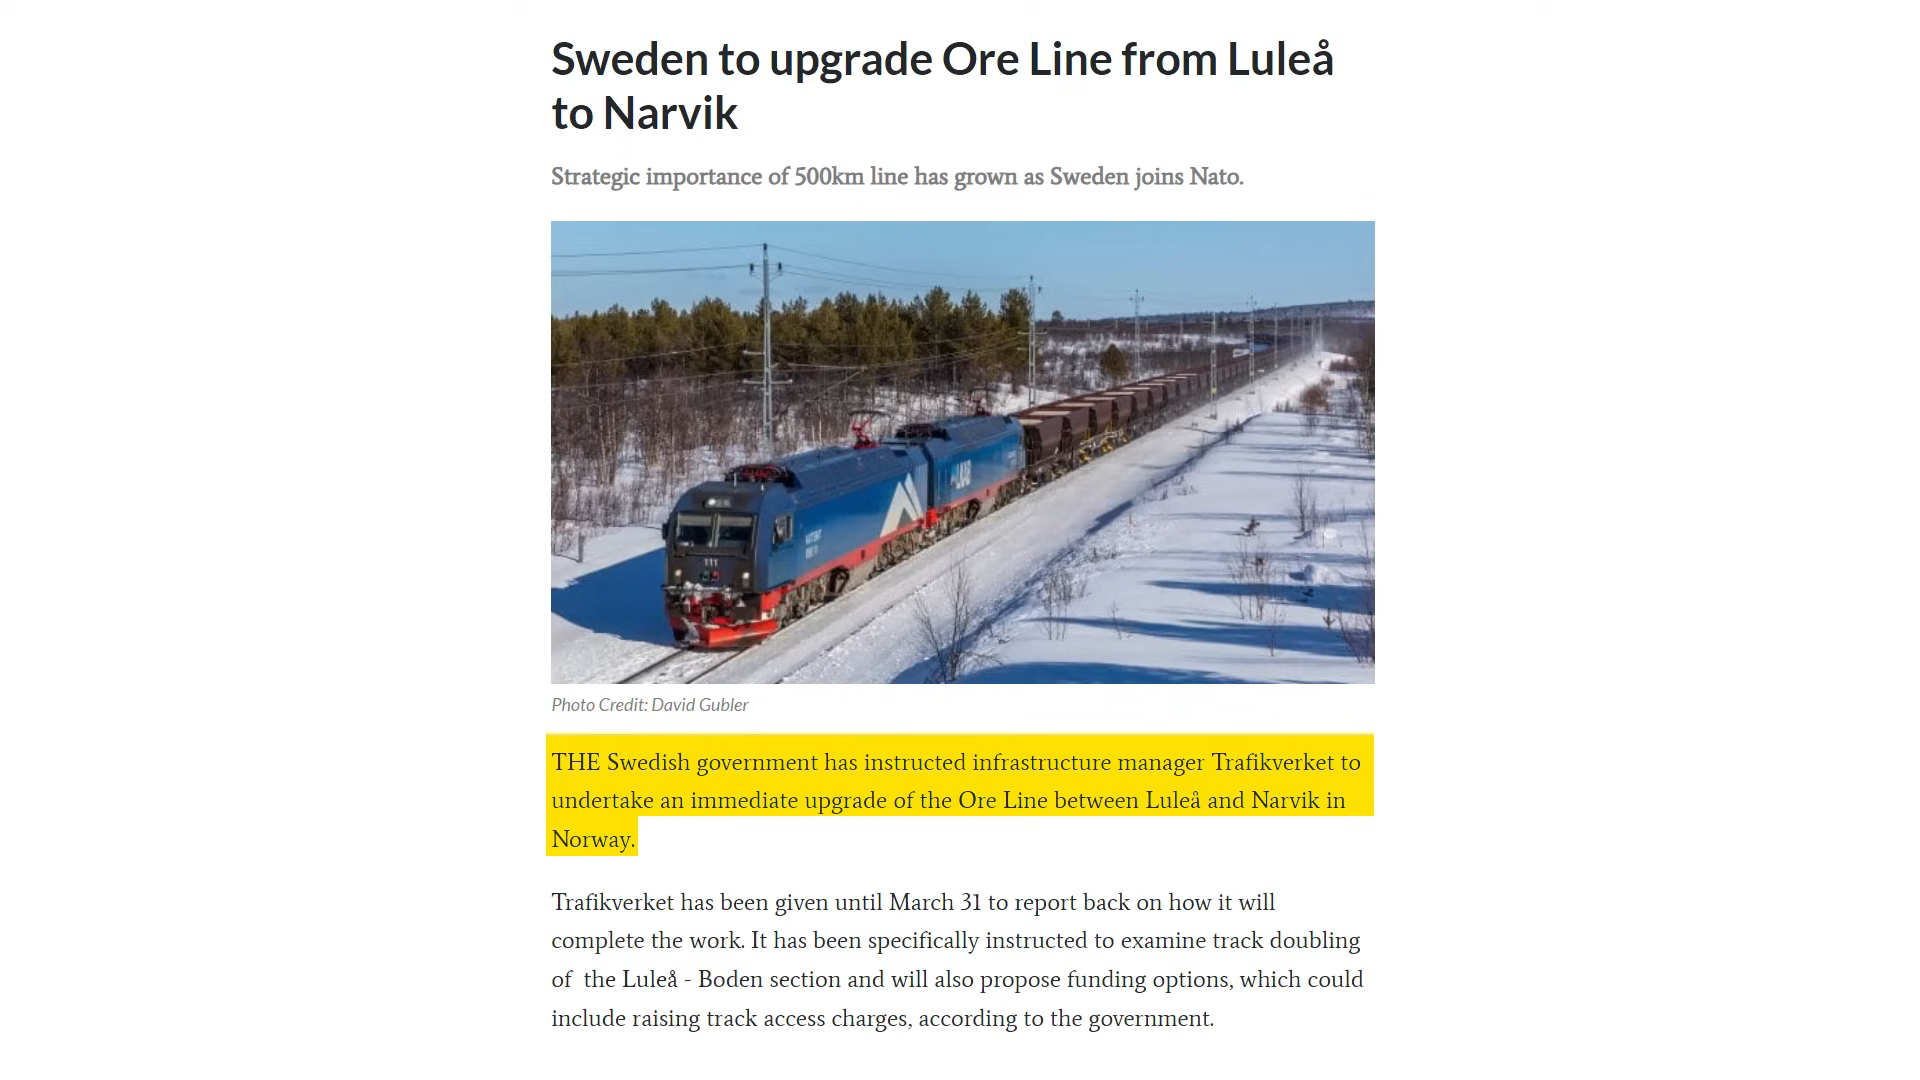 Sweden to upgrade Ore Line from Luleå
to Narvik
Strategic importance of 500km line has grown as Sweden joins Nato.
LKAB
111
Photo Credit: David Gubler
THE Swedish government has instructed infrastructure manager Trafikverket to
undertake an immediate upgrade of the Ore Line between Luleå and Narvik in
Norway.
Trafikverket has been given until March 31 to report back on how it will
complete the work. It has been specifically instructed to examine track doubling
of  the Luleå - Boden section and will also propose funding options, which could
include raising track access charges, according to the government.